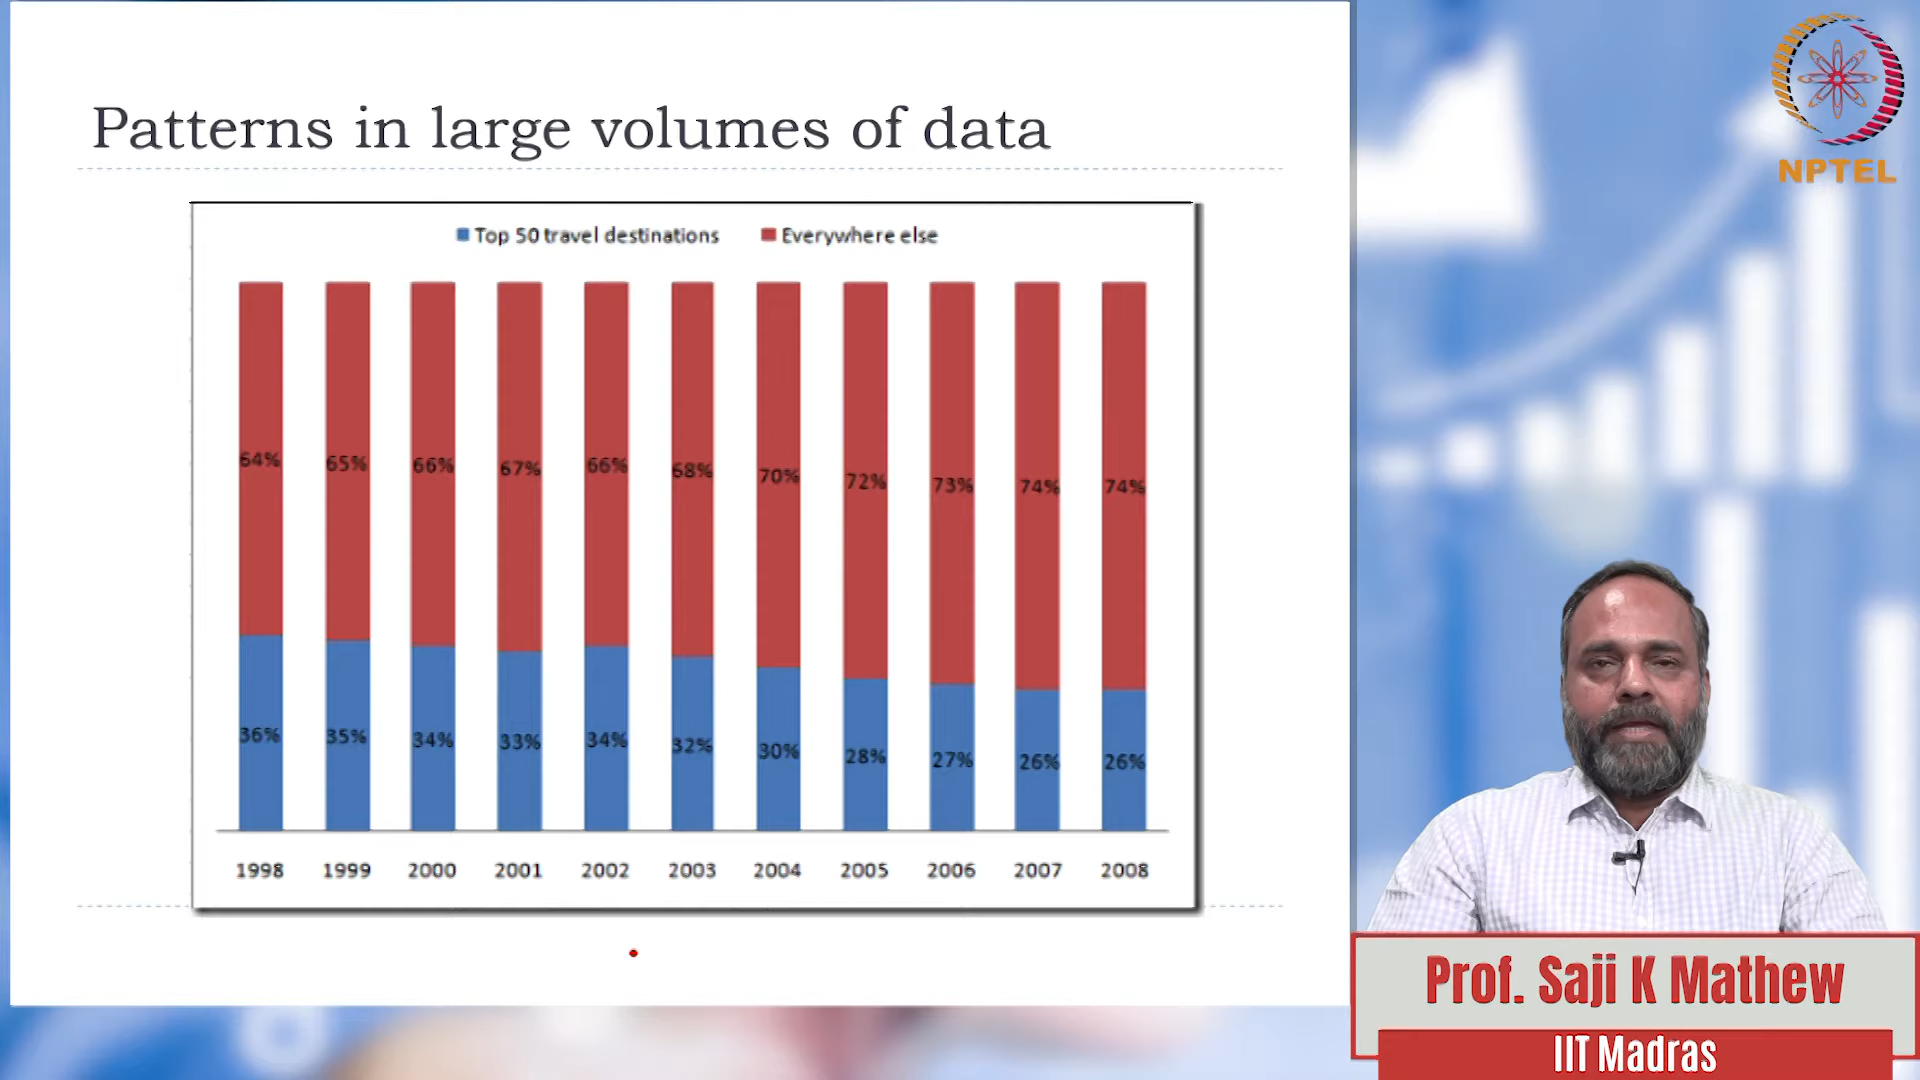 Patterns in large volumes of data
Top 50 travel destinations Everywhere else
64% 65% 66% 67% 66% 68% 70% 72% 73% 74% 74%
36% 35% 34% 33% 34% 32% 30% 28% 27% 26% 26%
1998 1999 2000 2001 2002 2003 2004 2005 2006 2007 2008
NPTEL
Prof. Saji K Mathew
IIT Madras